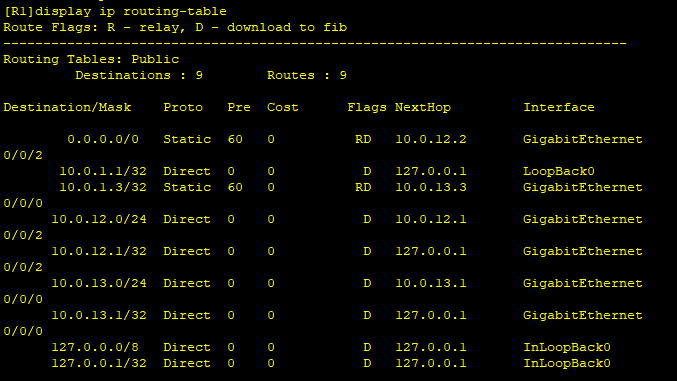 [R1]display ip routing-table
Route Flags: R - relay, D - download to fib
------------------------------------------------------------------------------
Routing Tables: Public
         Destinations : 9        Routes : 9

Destination/Mask    Proto   Pre  Cost      Flags NextHop         Interface

        0.0.0.0/0   Static  60   0          RD   10.0.12.2       GigabitEthernet
0/0/2
       10.0.1.1/32  Direct  0    0           D   127.0.0.1       LoopBack0
       10.0.1.3/32  Static  60   0          RD   10.0.13.3       GigabitEthernet
0/0/0
      10.0.12.0/24  Direct  0    0           D   10.0.12.1       GigabitEthernet
0/0/2
      10.0.12.1/32  Direct  0    0           D   127.0.0.1       GigabitEthernet
0/0/2
      10.0.13.0/24  Direct  0    0           D   10.0.13.1       GigabitEthernet
0/0/0
      10.0.13.1/32  Direct  0    0           D   127.0.0.1       GigabitEthernet
0/0/0
      127.0.0.0/8   Direct  0    0           D   127.0.0.1       InLoopBack0
      127.0.0.1/32  Direct  0    0           D   127.0.0.1       InLoopBack0